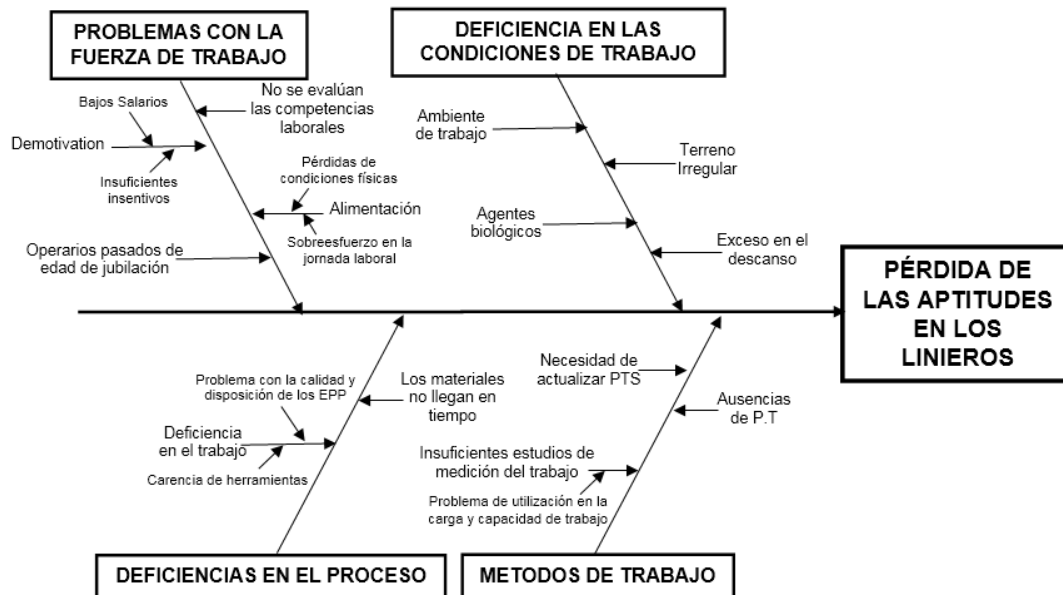 PROBLEMAS CON LA
FUERZA DE TRABAJO
DEFICIENCIA EN LAS
CONDICIONES DE TRABAJO
Bajos Salarios
No se evalúan
las competencias
laborales
Demotivation
Insuficientes
insentivos
Pérdidas de
condiciones físicas
Alimentación
Sobreesfuerzo en la
jornada laboral
Operarios pasados de
edad de jubilación
Ambiente
de trabajo
Terreno
Irregular
Agentes
biológicos
Exceso en el
descanso
PÉRDIDA DE
LAS APTITUDES
EN LOS
LINIEROS
Problema con la calidad y
disposición de los EPP
Los materiales
no llegan en
tiempo
Deficiencia
en el trabajo
Carencia de herramientas
Necesidad de
actualizar PTS
Ausencias
de P.T
Insuficientes estudios de
medición del trabajo
Problema de utilización en la
carga y capacidad de trabajo
DEFICIENCIAS EN EL PROCESO
METODOS DE TRABAJO